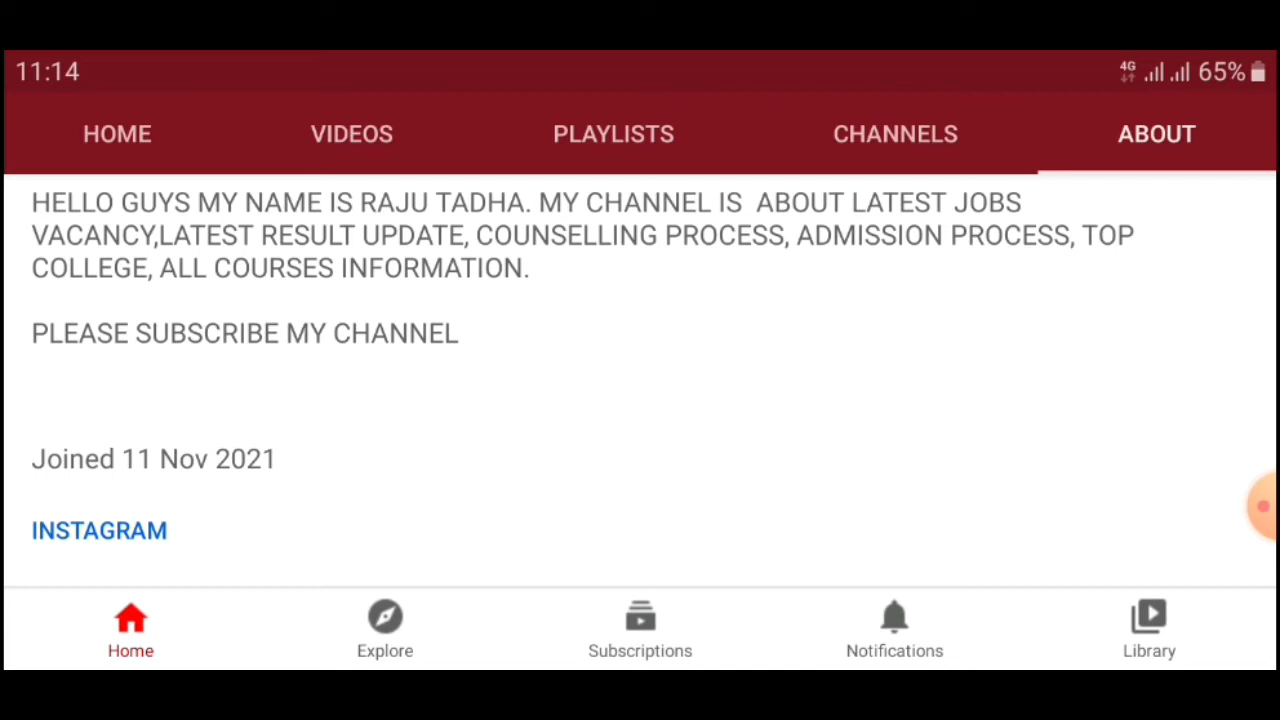 11:14 4G 65%
HOME VIDEOS PLAYLISTS CHANNELS ABOUT
HELLO GUYS MY NAME IS RAJU TADHA. MY CHANNEL IS ABOUT LATEST JOBS
VACANCY,LATEST RESULT UPDATE, COUNSELLING PROCESS, ADMISSION PROCESS, TOP
COLLEGE, ALL COURSES INFORMATION.
PLEASE SUBSCRIBE MY CHANNEL
Joined 11 Nov 2021
INSTAGRAM
Home Explore Subscriptions Notifications Library